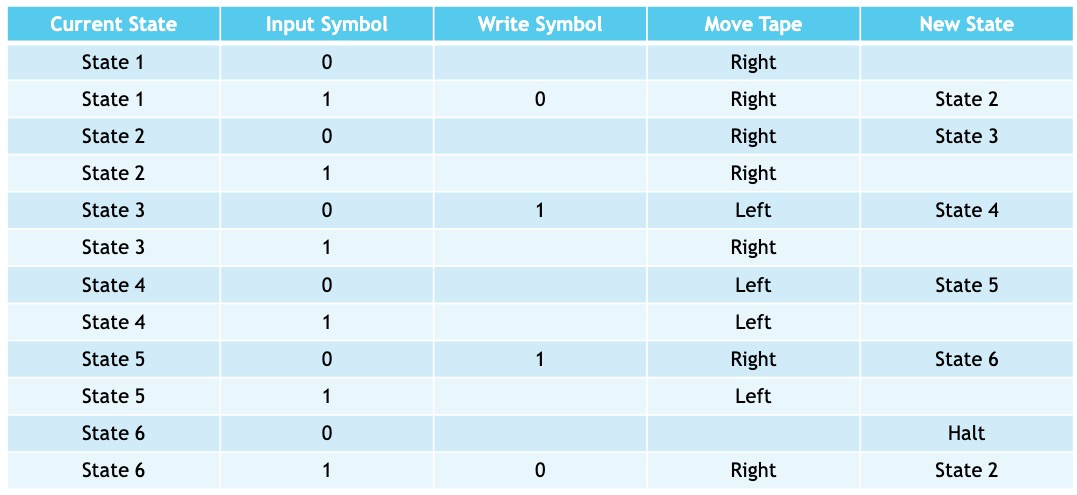 Current State Input Symbol Write Symbol Move Tape New State
State 1 0 Right
State 1 1 0 Right State 2
State 2 0 Right State 3
State 2 1 Right
State 3 0 1 Left State 4
State 3 1 Right
State 4 0 Left State 5
State 4 1 Left
State 5 0 1 Right State 6
State 5 1 Left
State 6 0 Halt
State 6 1 0 Right State 2